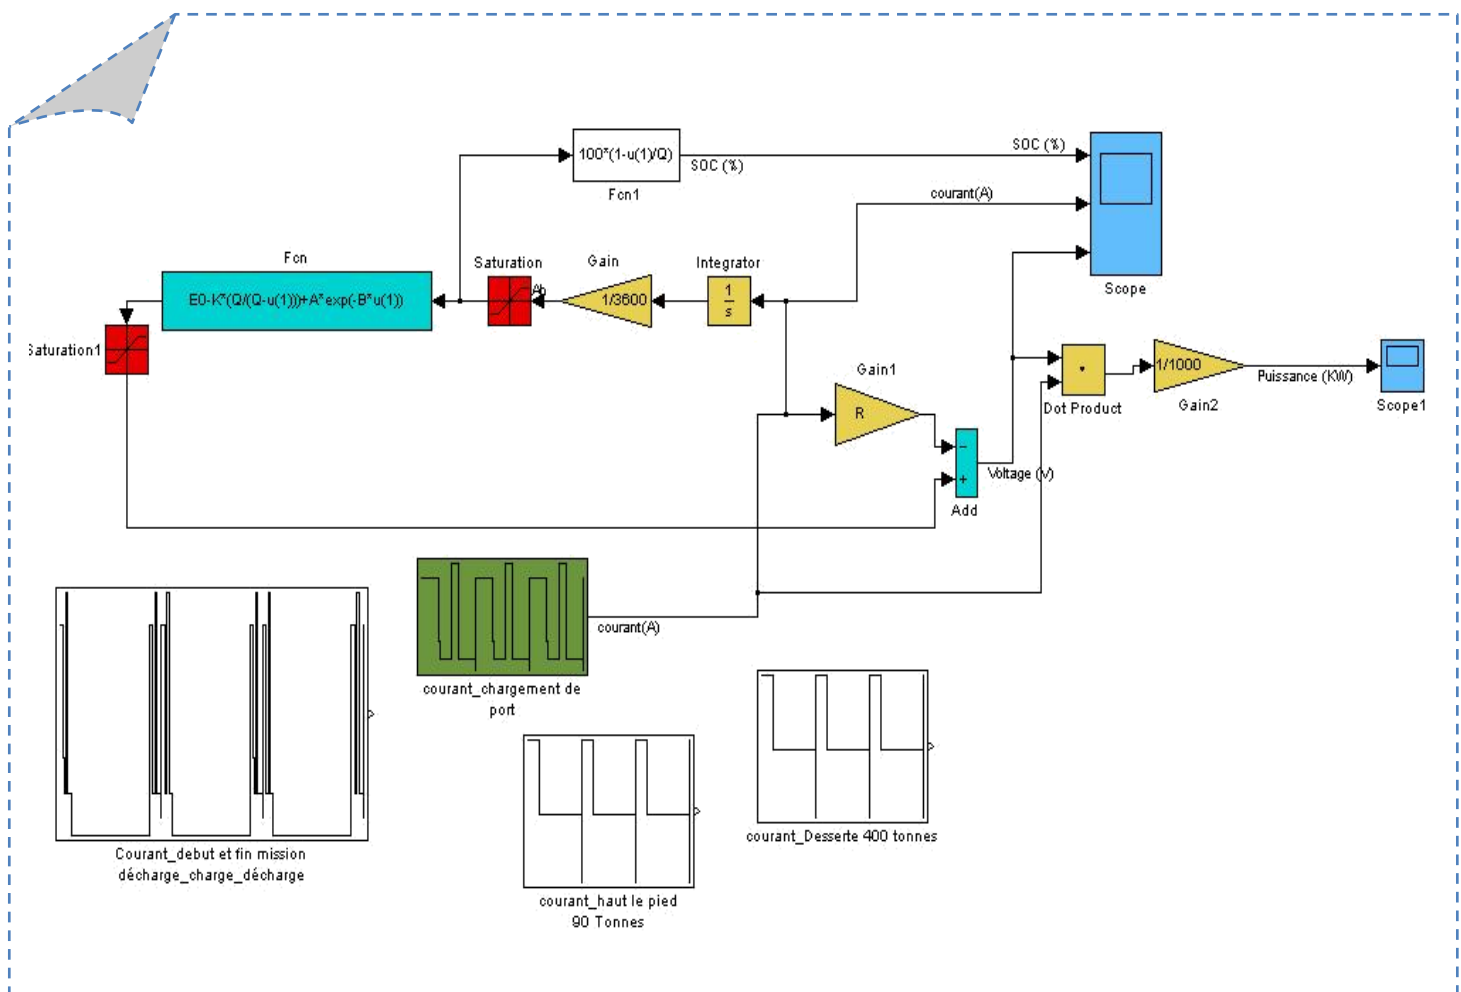 100*(1-u(1)/Q)
Fcn1
SOC (%)
SOC (%)
courant(A)
Scope
Fcn
E0-K*(Q/(Q-u(1)))+A*exp(-B*u(1))
Saturation
Ah
Gain
1/3600
Integrator
1
s
Saturation1
Gain1
R
Dot Product
1/1000
Gain2
Puissance (KW)
Scope1
-
+
Add
Voltage (V)
courant(A)
courant_chargement de
port
Courant_debut et fin mission
décharge_charge_décharge
courant_haut le pied
90 Tonnes
courant_Desserte 400 tonnes